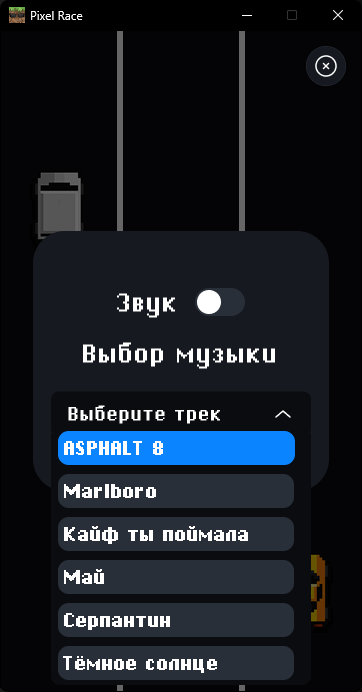 Pixel Race
Звук
Выбор музыки
Выберите трек
ASPHALT 8
Marlboro
Кайф ты поймала
Май
Серпантин
Тёмное солнце